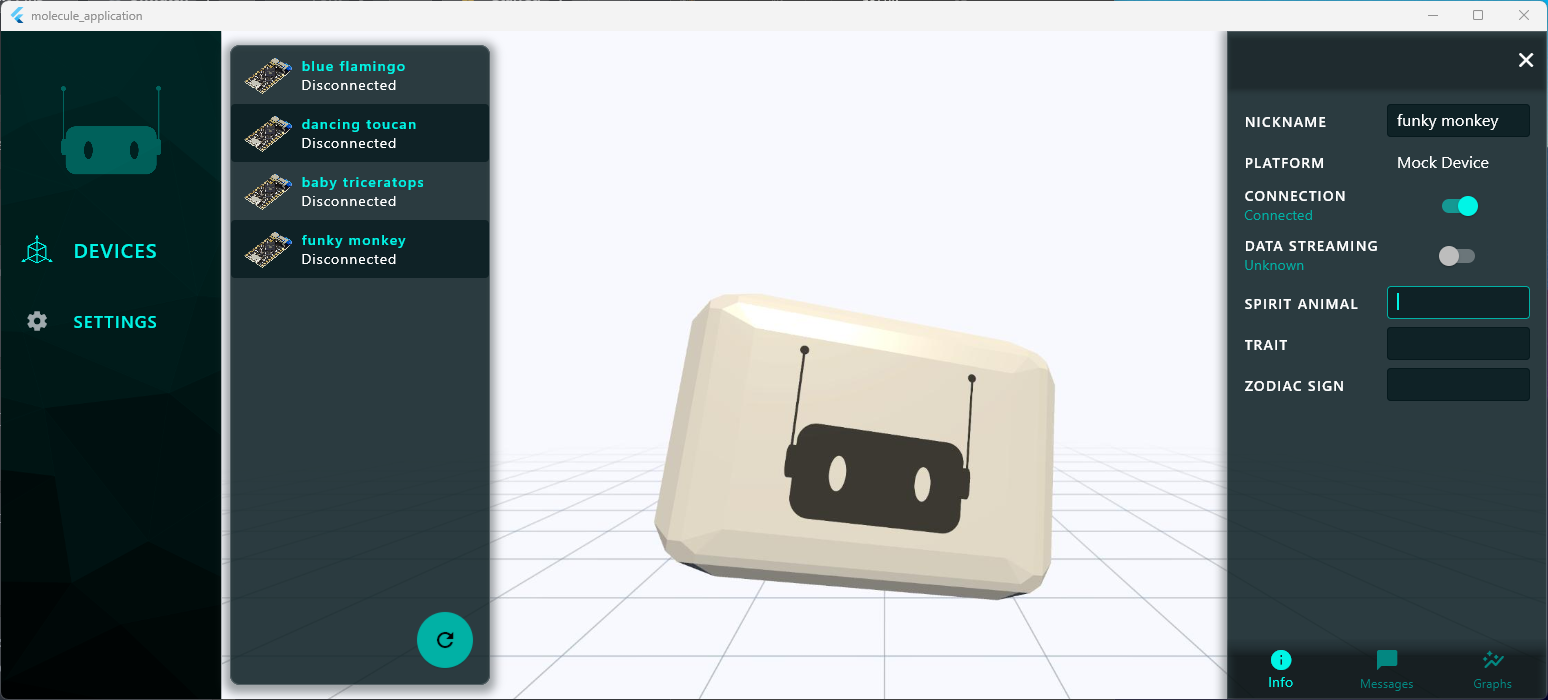 molecule_application
DEVICES
SETTINGS
blue flamingo
Disconnected
dancing toucan
Disconnected
baby triceratops
Disconnected
funky monkey
Disconnected
NICKNAME funky monkey
PLATFORM Mock Device
CONNECTION
Connected
DATA STREAMING
Unknown
SPIRIT ANIMAL
TRAIT
ZODIAC SIGN
Info Messages Graphs